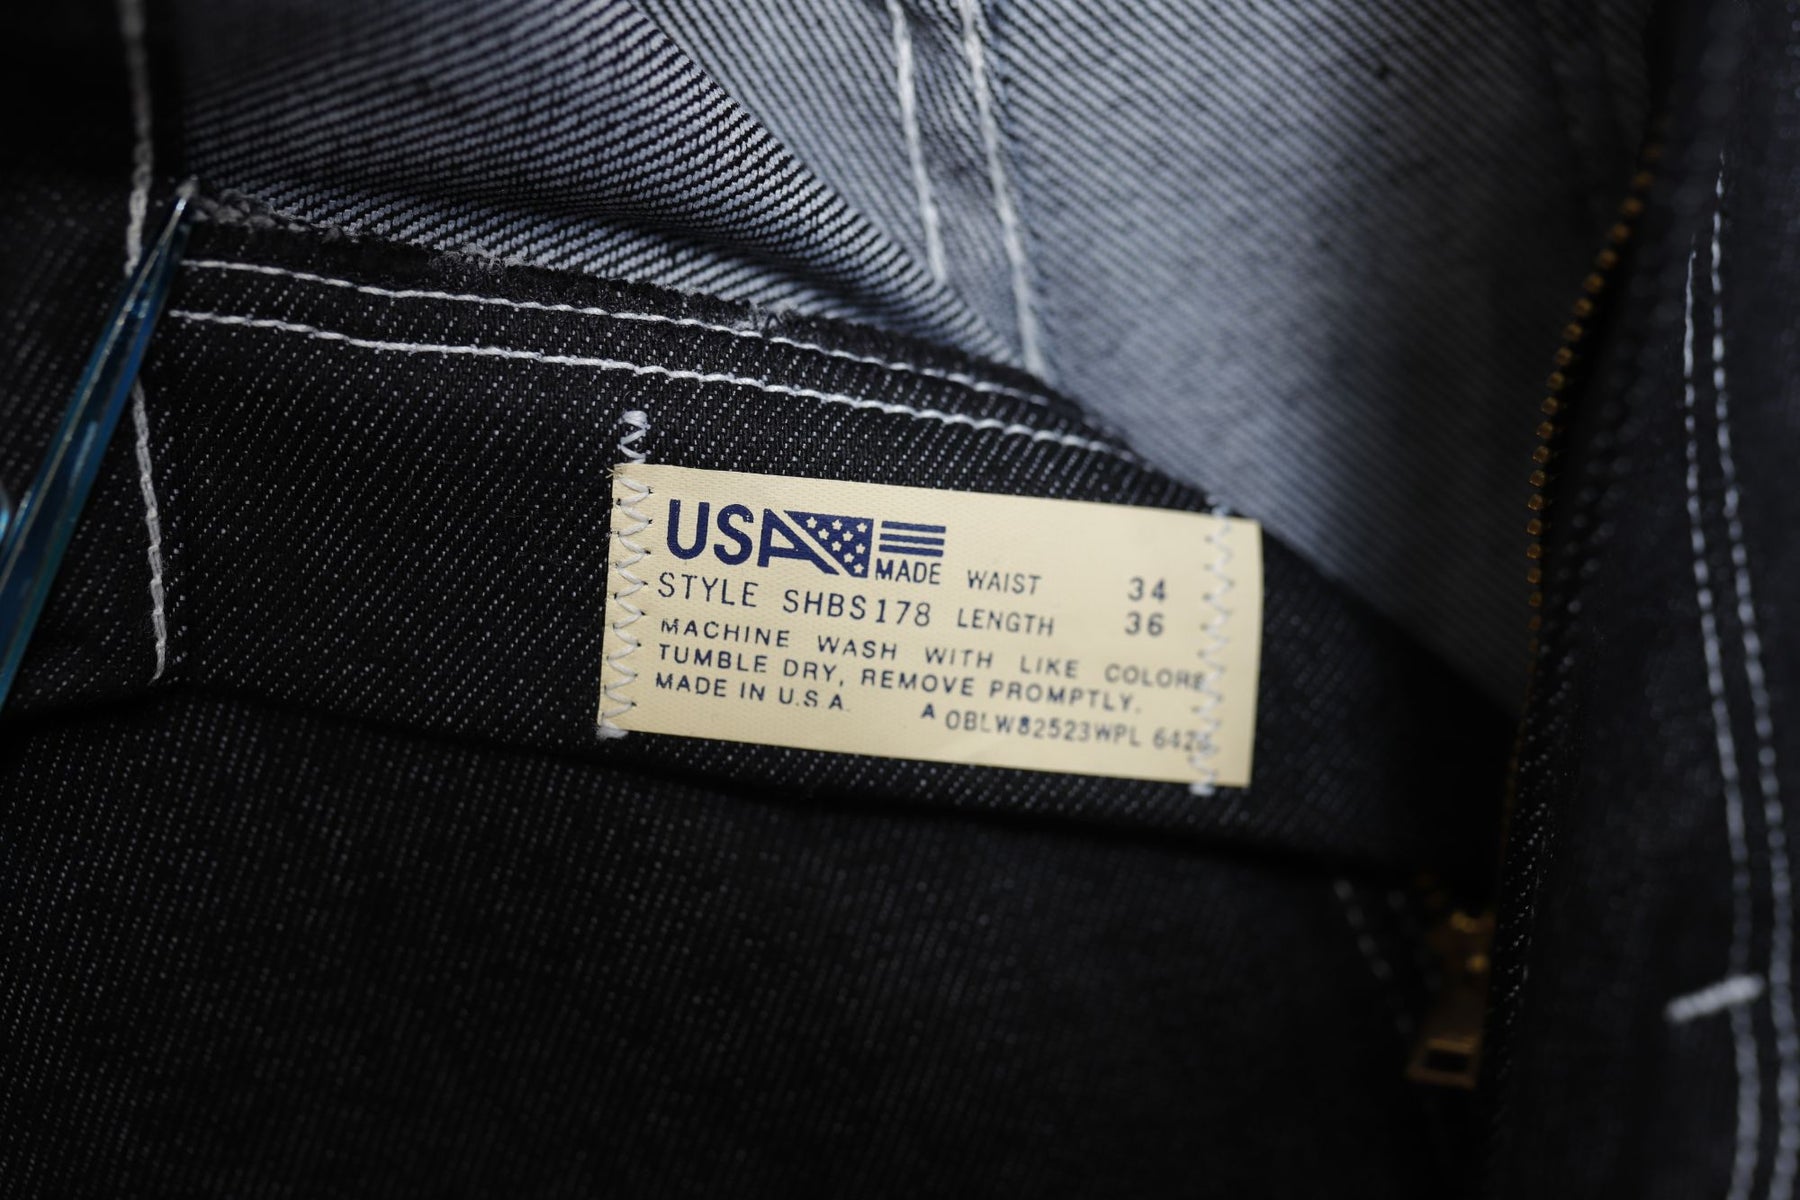 USA MADE WAIST 34
STYLE SHBS178 LENGTH 36
MACHINE WASH WITH LIKE COLORS
TUMBLE DRY, REMOVE PROMPTLY.
MADE IN U.S.A. A OBLW82523WPL